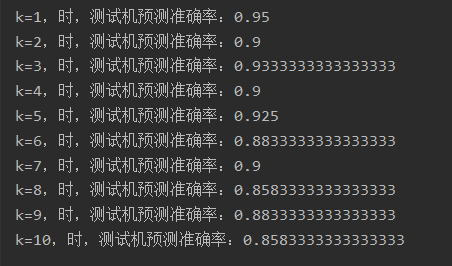 k=1，时，测试机预测准确率：0.95
k=2，时，测试机预测准确率：0.9
k=3，时，测试机预测准确率：0.9333333333333333
k=4，时，测试机预测准确率：0.9
k=5，时，测试机预测准确率：0.925
k=6，时，测试机预测准确率：0.8833333333333333
k=7，时，测试机预测准确率：0.9
k=8，时，测试机预测准确率：0.8583333333333333
k=9，时，测试机预测准确率：0.8833333333333333
k=10，时，测试机预测准确率：0.8583333333333333